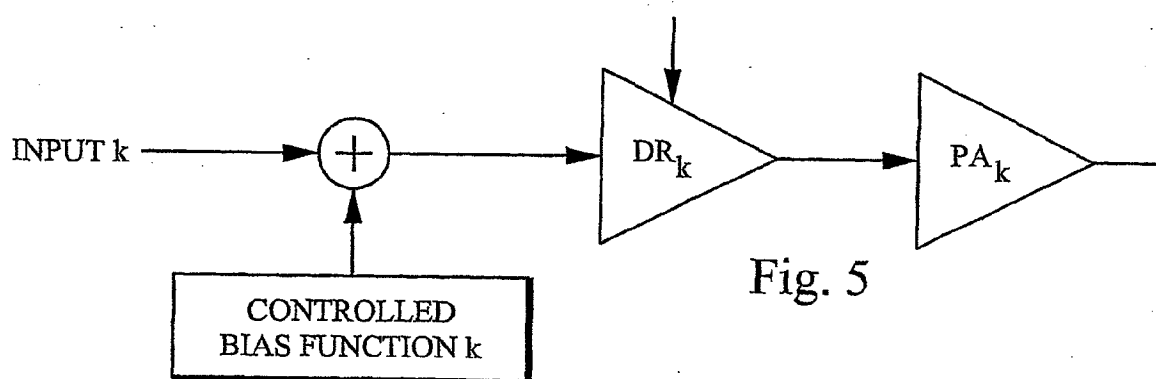 INPUT k
+
DRk
PAk
CONTROLLED
BIAS FUNCTION k
Fig. 5